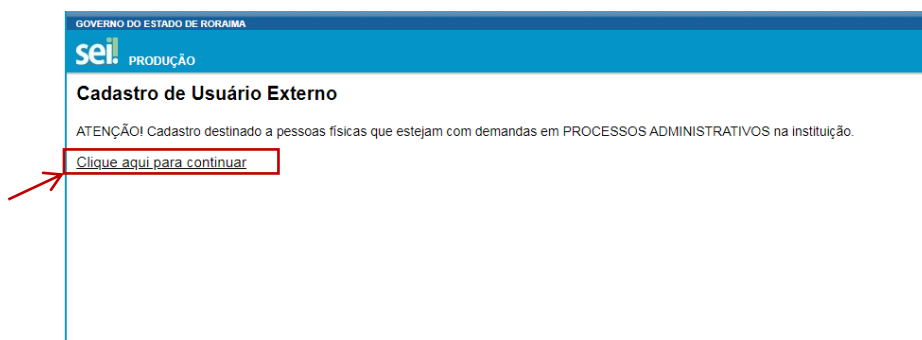 GOVERNO DO ESTADO DE RORAIMA
sei! PRODUÇÃO
Cadastro de Usuário Externo
ATENÇÃO! Cadastro destinado a pessoas físicas que estejam com demandas em PROCESSOS ADMINISTRATIVOS na instituição.
Clique aqui para continuar